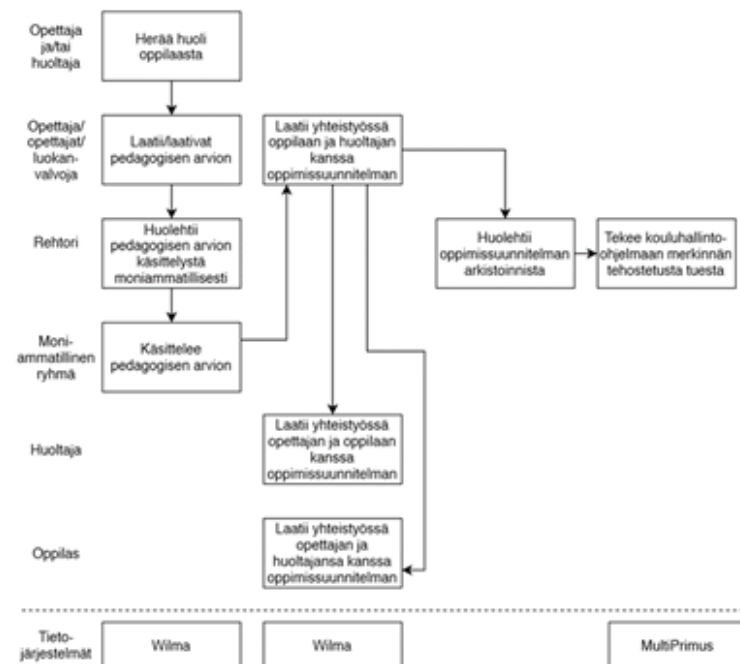 Opettaja
ja/tai
huoltaja
Herää huoli
oppilaasta
Opettaja/
opettajat/
luokan-
valvoja
Laatii/laativat
pedagogisen arvion
Laatii yhteistyössä
oppilaan ja huoltajan
kanssa
oppimissuunnitelman
Rehtori
Huolehtii
pedagogisen arvion
käsittelystä
moniammatillisesti
Huolehtii
oppimissuunnitelman
arkistoinnista
Tekee kouluhallinto-
ohjelmaan merkinnän
tehostetusta tuesta
Moni-
ammatillinen
ryhmä
Käsittelee
pedagogisen arvion
Huoltaja
Laatii yhteistyössä
opettajan ja oppilaan
kanssa
oppimissuunnitelman
Oppilas
Laatii yhteistyössä
opettajan ja
huoltajansa kanssa
oppimissuunnitelman
Tieto-
järjestelmät
Wilma
Wilma
MultiPrimus